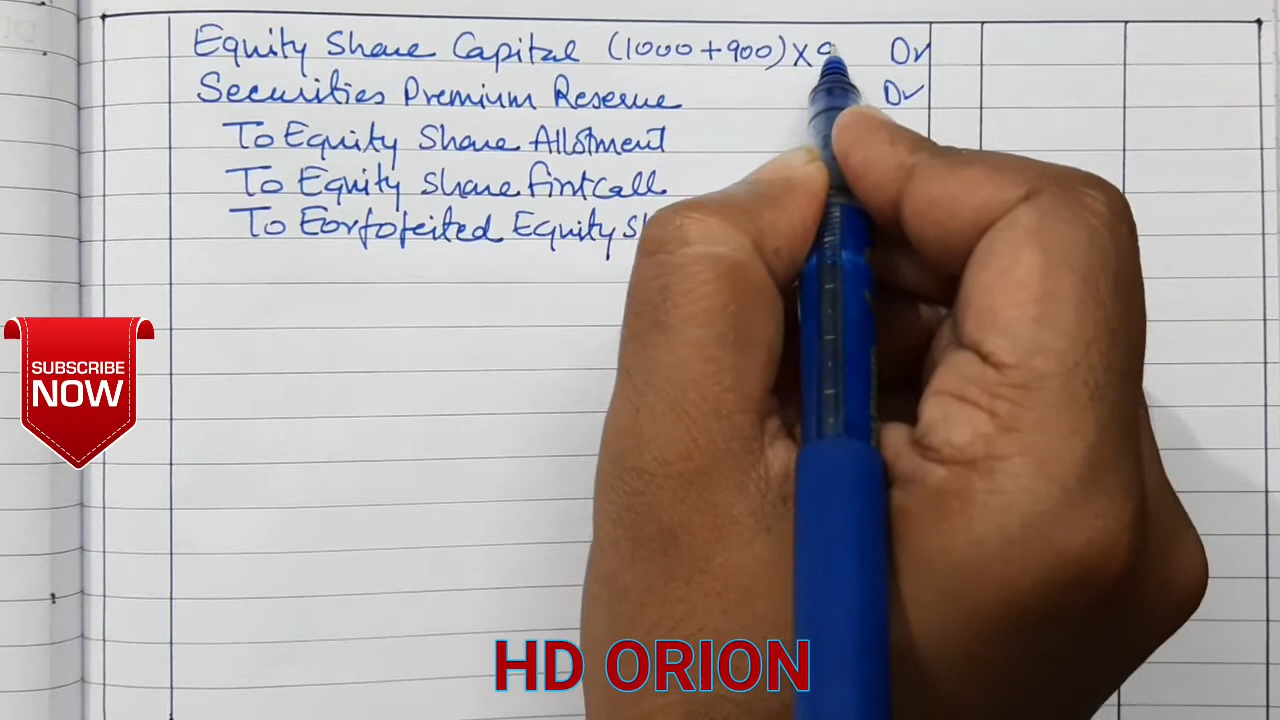 Equity Share Capital (1000+900)× Dr
Securities Premium Reserve Dr
To Equity Share Allotment
To Equity Share first call
To Eorfofeited Equity
SUBSCRIBE
NOW
HD ORION